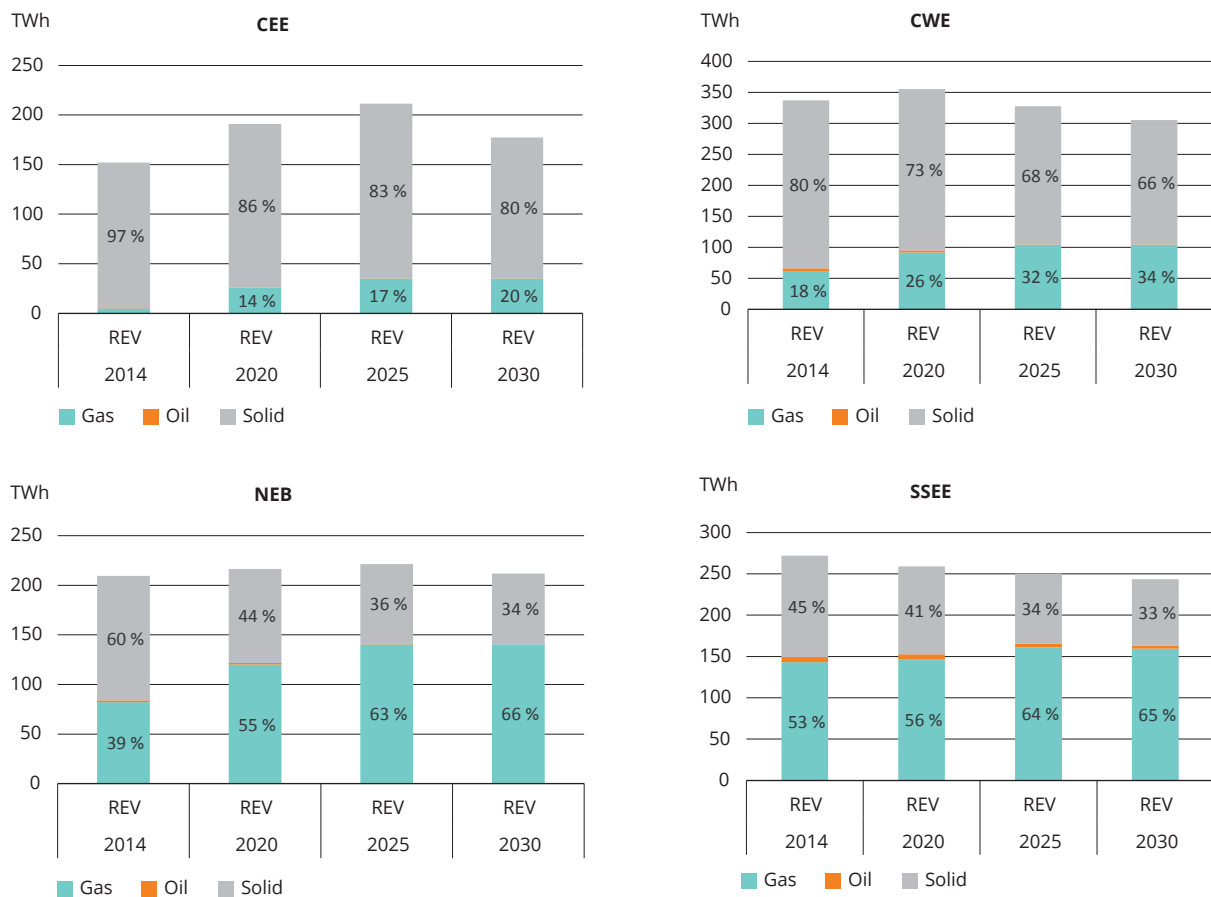 TWh
CEE
250
200
150
100
50
0
97 %
86 %
14 %
83 %
17 %
80 %
20 %
REV REV REV REV
2014 2020 2025 2030
Gas Oil Solid
TWh
CWE
400
350
300
250
200
150
100
50
0
80 %
18 %
73 %
26 %
68 %
32 %
66 %
34 %
REV REV REV REV
2014 2020 2025 2030
Gas Oil Solid
TWh
NEB
250
200
150
100
50
0
60 %
39 %
44 %
55 %
36 %
63 %
34 %
66 %
REV REV REV REV
2014 2020 2025 2030
Gas Oil Solid
TWh
SSEE
300
250
200
150
100
50
0
45 %
53 %
41 %
56 %
34 %
64 %
33 %
65 %
REV REV REV REV
2014 2020 2025 2030
Gas Oil Solid